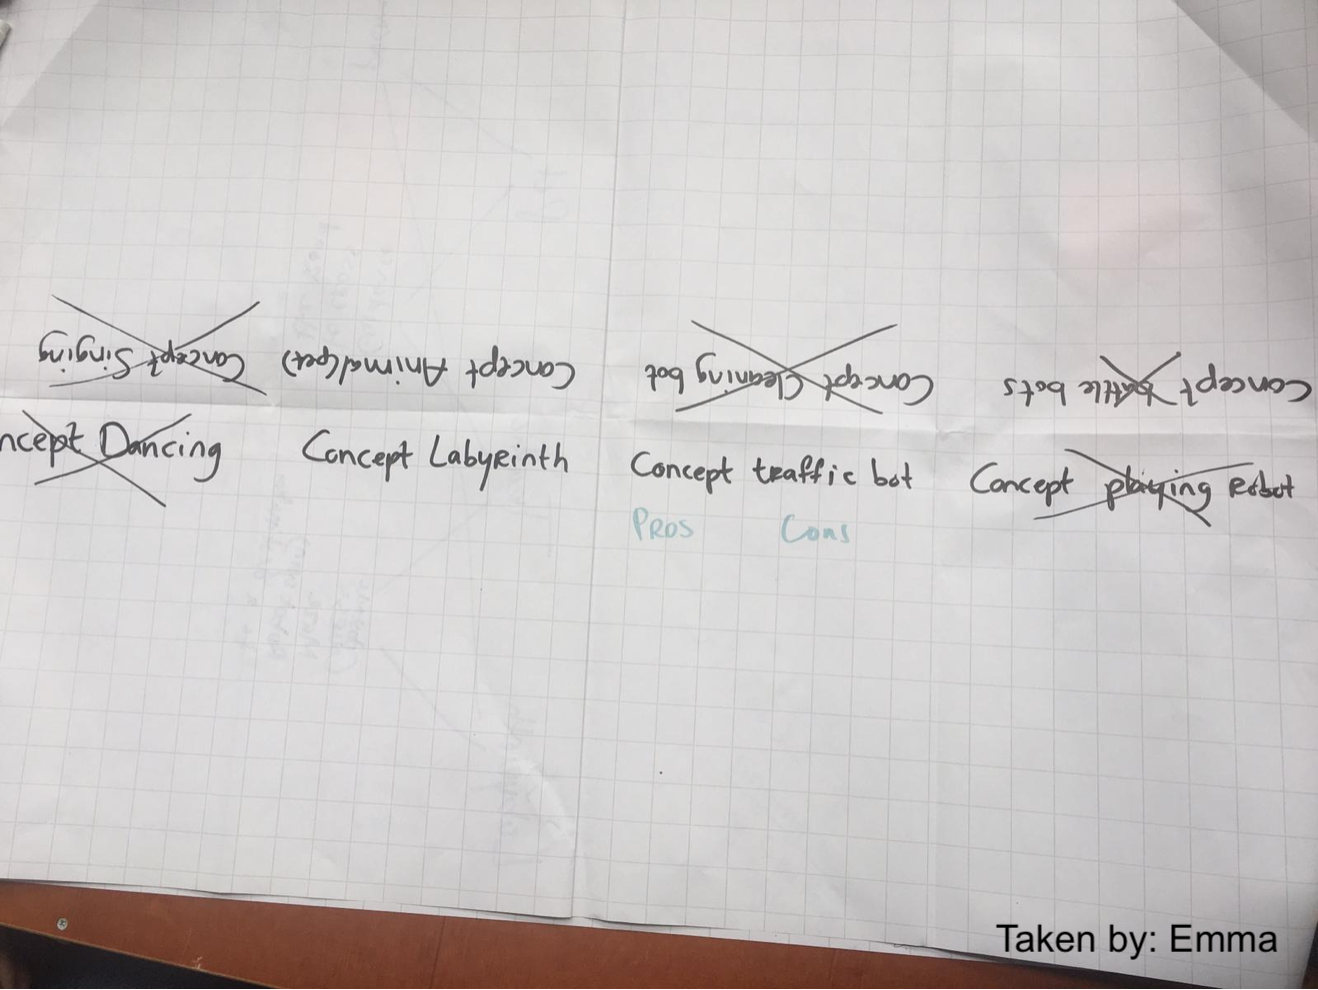 Concept Singing
Concept Animal(pet)
Concept Cleaning bot
Concept battle bots
ncept Dancing
Concept Labyrinth
Concept traffic bot
Concept playing Robot
PROS Cons
Taken by: Emma